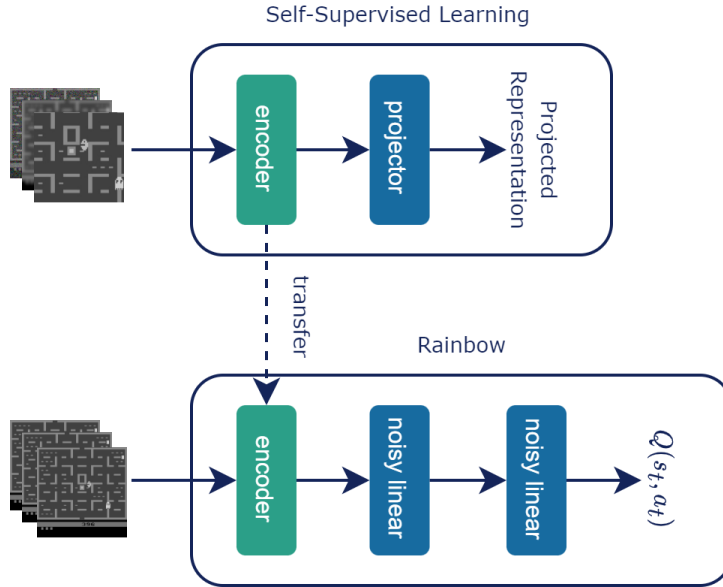 Self-Supervised Learning
encoder
projector
Projected
Representation
transfer
Rainbow
encoder
noisy linear
noisy linear
Q(s_t, a_t)